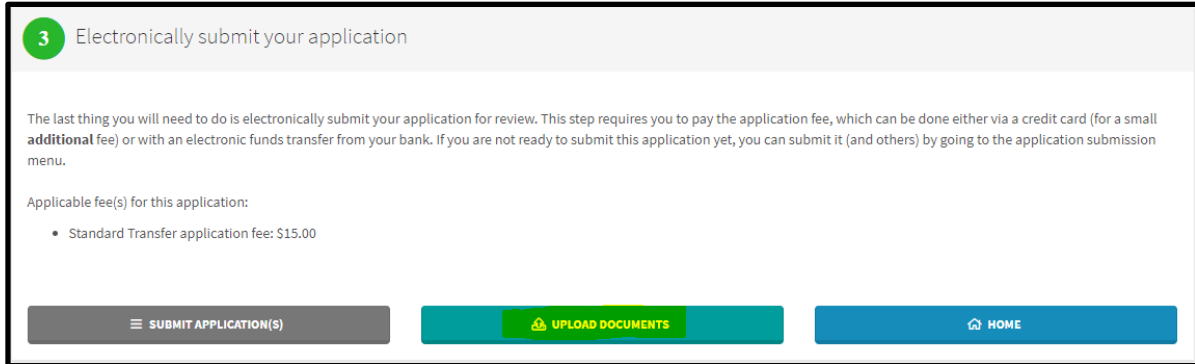 3 Electronically submit your application
The last thing you will need to do is electronically submit your application for review. This step requires you to pay the application fee, which can be done either via a credit card (for a small
additional fee) or with an electronic funds transfer from your bank. If you are not ready to submit this application yet, you can submit it (and others) by going to the application submission
menu.
Applicable fee(s) for this application:
• Standard Transfer application fee: $15.00
SUBMIT APPLICATION(S) UPLOAD DOCUMENTS HOME